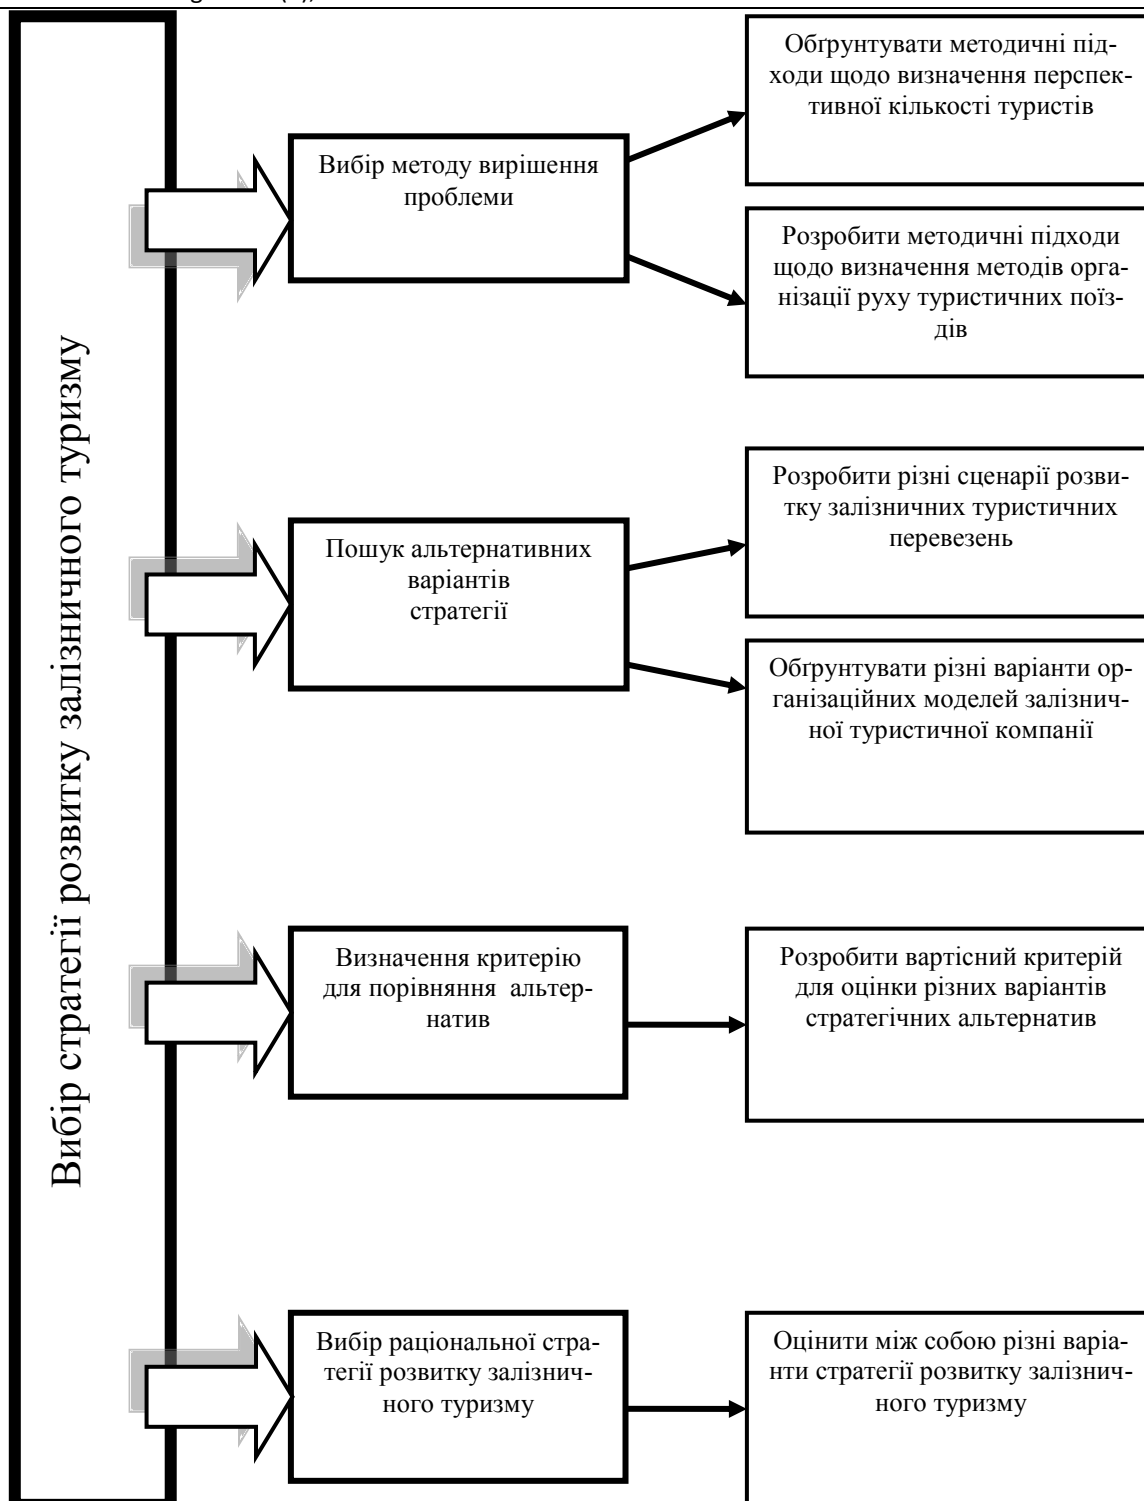 Вибір стратегії розвитку залізничного туризму
Вибір методу вирішення
проблеми
Обґрунтувати методичні під-
ходи щодо визначення перспек-
тивної кількості туристів
Розробити методичні підходи
щодо визначення методів орга-
нізації руху туристичних поїз-
дів
Пошук альтернативних
варіантів
стратегії
Розробити різні сценарії розви-
тку залізничних туристичних
перевезень
Обґрунтувати різні варіанти ор-
ганізаційних моделей залізнич-
ної туристичної компанії
Визначення критерію
для порівняння альтер-
натив
Розробити вартісний критерій
для оцінки різних варіантів
стратегічних альтернатив
Вибір раціональної стра-
тегії розвитку залізнич-
ного туризму
Оцінити між собою різні варіа-
нти стратегії розвитку залізнич-
ного туризму